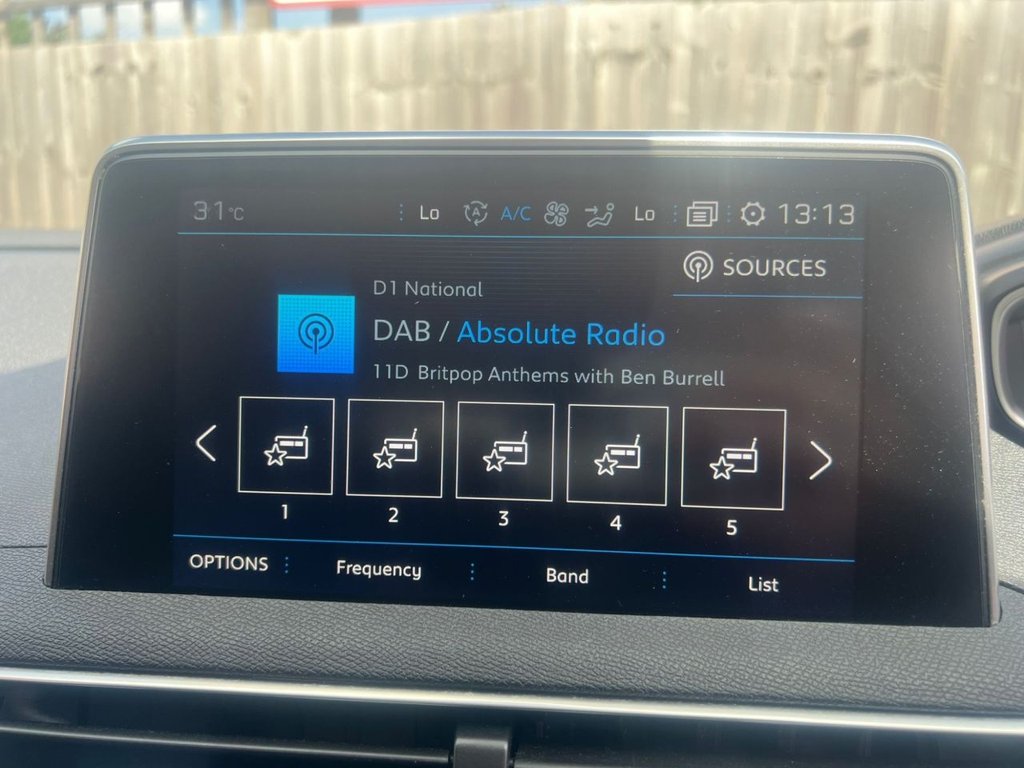 31°C Lo A A/C Lo 13:13
SOURCES
D1 National
DAB / Absolute Radio
11D Britpop Anthems with Ben Burrell
1 2 3 4 5
OPTIONS Frequency Band List